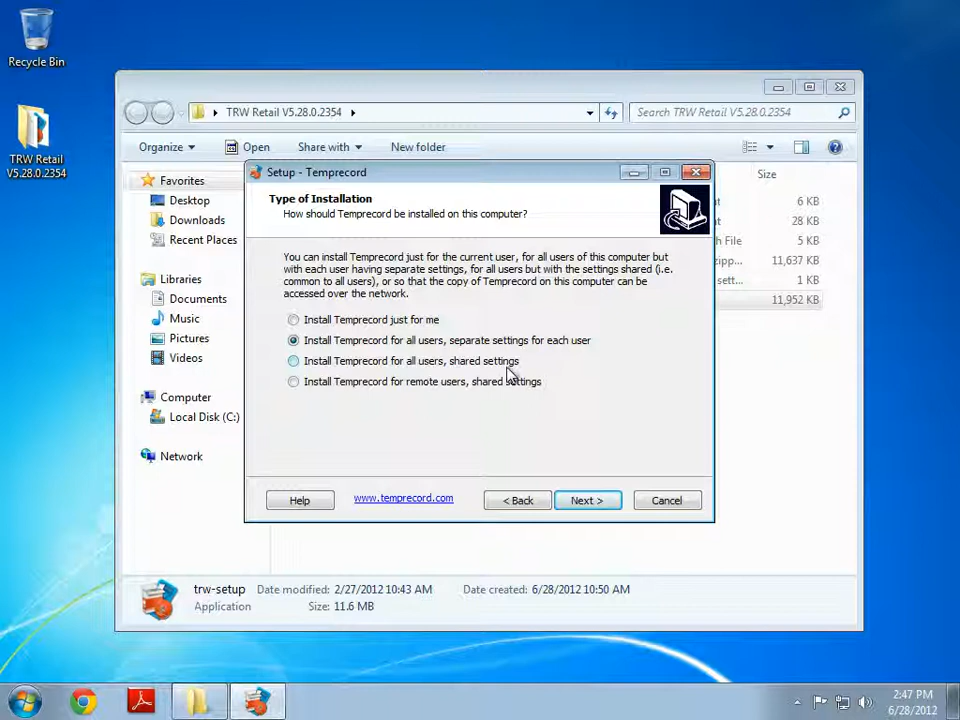 Recycle Bin
TRW Retail
V5.28.0.2354
TRW Retail V5.28.0.2354
Search TRW Retail V5.28.0.2354
Organize
Open
Share with
New folder
Favorites
Desktop
Downloads
Recent Places
Libraries
Documents
Music
Pictures
Videos
Computer
Local Disk (C:)
Network
Size
6 KB
28 KB
h File
5 KB
zipp...
11,637 KB
sett...
1 KB
11,952 KB
Setup - Temprecord
Type of Installation
How should Temprecord be installed on this computer?
You can install Temprecord just for the current user, for all users of this computer but
with each user having separate settings, for all users but with the settings shared (i.e.
common to all users), or so that the copy of Temprecord on this computer can be
accessed over the network.
Install Temprecord just for me
Install Temprecord for all users, separate settings for each user
Install Temprecord for all users, shared settings
Install Temprecord for remote users, shared settings
Help
www.temprecord.com
< Back
Next >
Cancel
trw-setup
Date modified: 2/27/2012 10:43 AM
Date created: 6/28/2012 10:50 AM
Application
Size: 11.6 MB
2:47 PM
6/28/2012